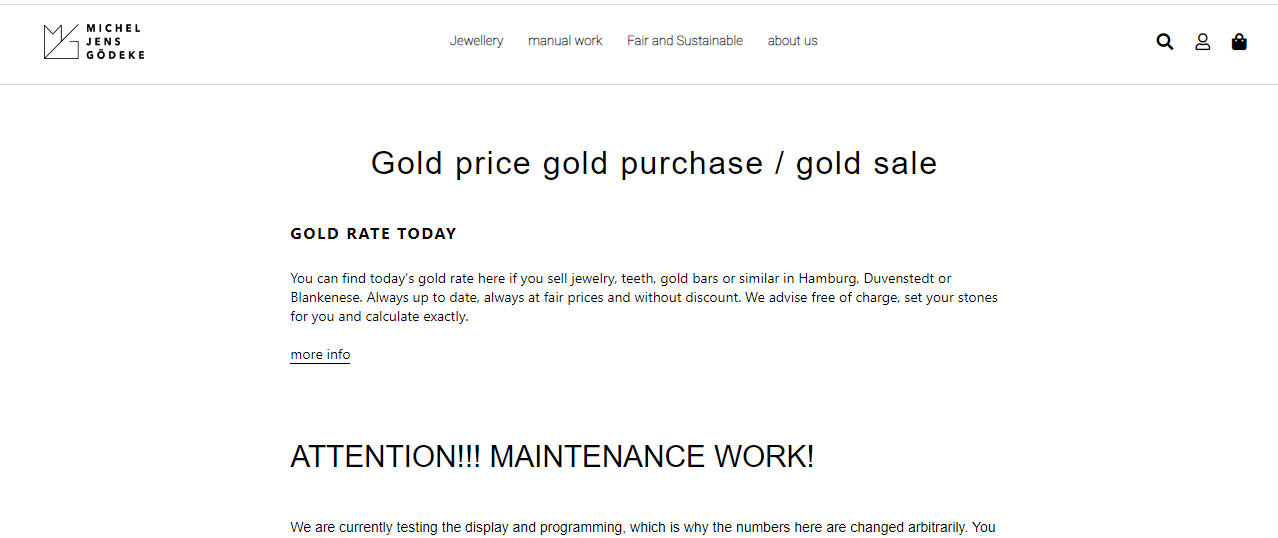 MICHEL
JENS
GÖDEKE
Jewellery manual work Fair and Sustainable about us
Gold price gold purchase / gold sale
GOLD RATE TODAY
You can find today's gold rate here if you sell jewelry, teeth, gold bars or similar in Hamburg, Duvenstedt or
Blankenese. Always up to date, always at fair prices and without discount. We advise free of charge, set your stones
for you and calculate exactly.
more info
ATTENTION!!! MAINTENANCE WORK!
We are currently testing the display and programming, which is why the numbers here are changed arbitrarily. You